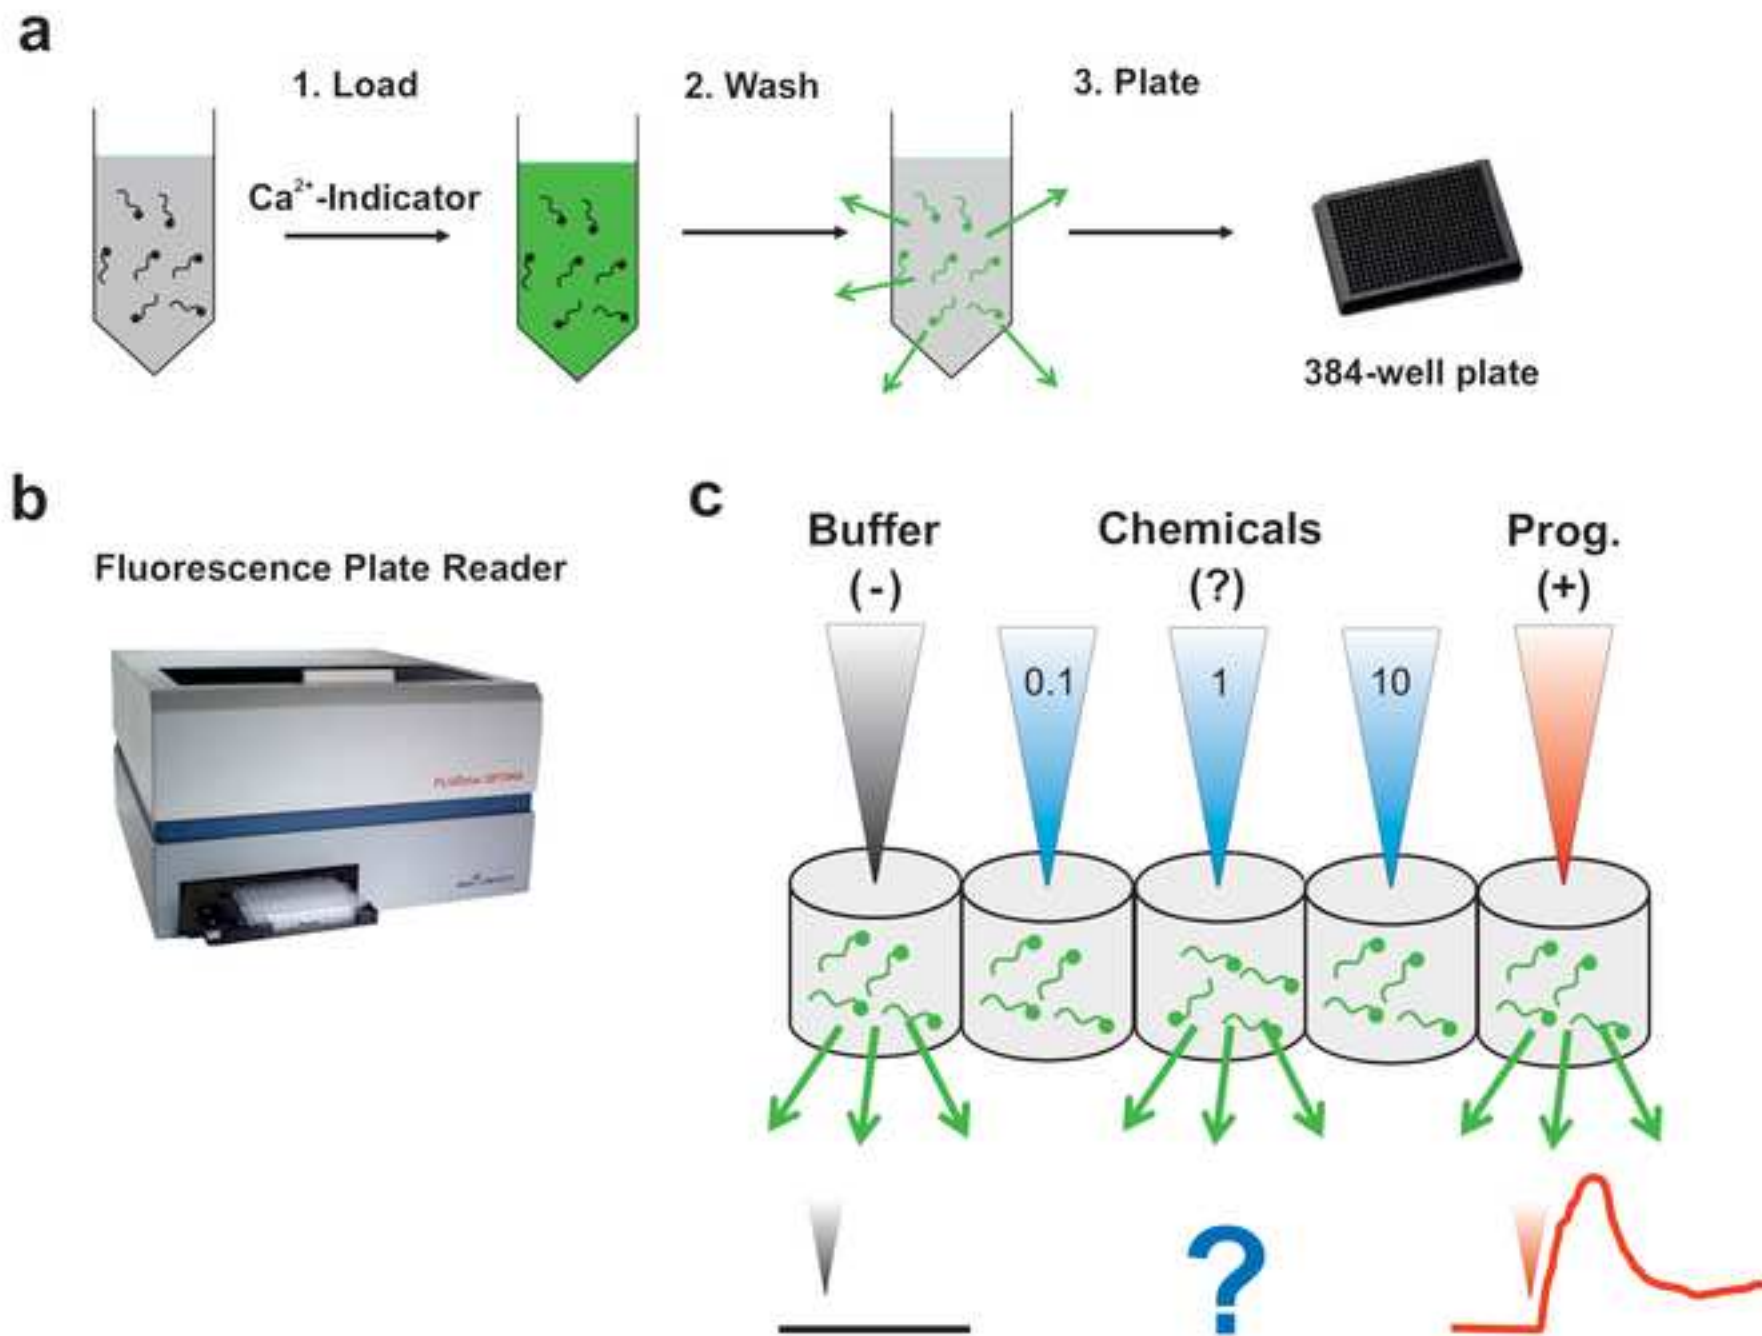 a
1. Load
2. Wash
3. Plate
Ca²⁺-Indicator
384-well plate
b
Fluorescence Plate Reader
c
Buffer
(-)
Chemicals
(?)
Prog.
(+)
0.1
1
10
?